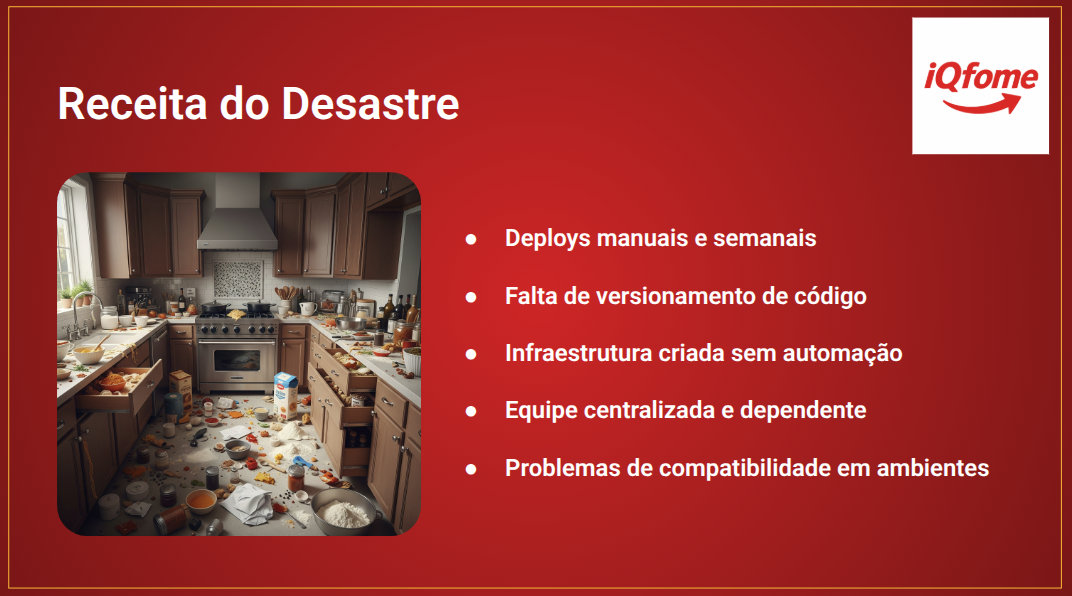 iQfome
Receita do Desastre
● Deploys manuais e semanais
● Falta de versionamento de código
● Infraestrutura criada sem automação
● Equipe centralizada e dependente
● Problemas de compatibilidade em ambientes